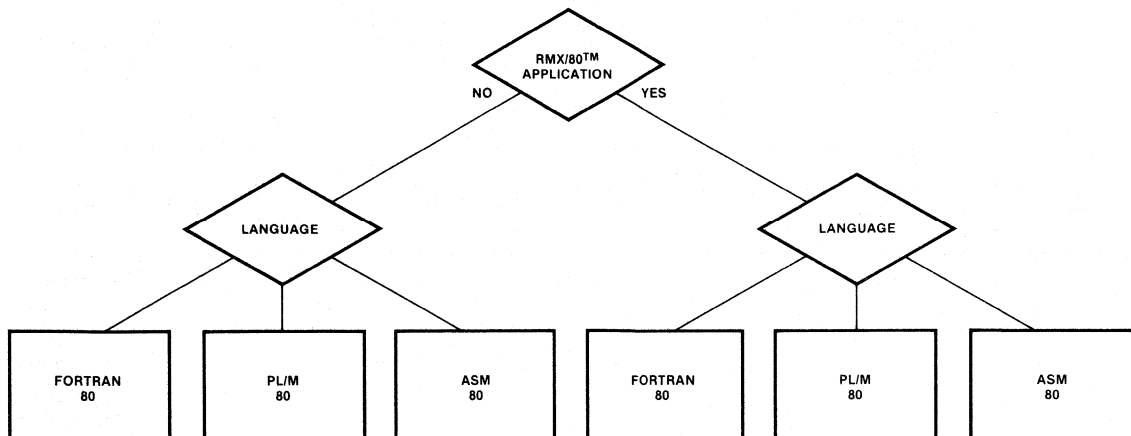 RMX/80™
APPLICATION
NO
YES
LANGUAGE
LANGUAGE
FORTRAN
80
PL/M
80
ASM
80
FORTRAN
80
PL/M
80
ASM
80